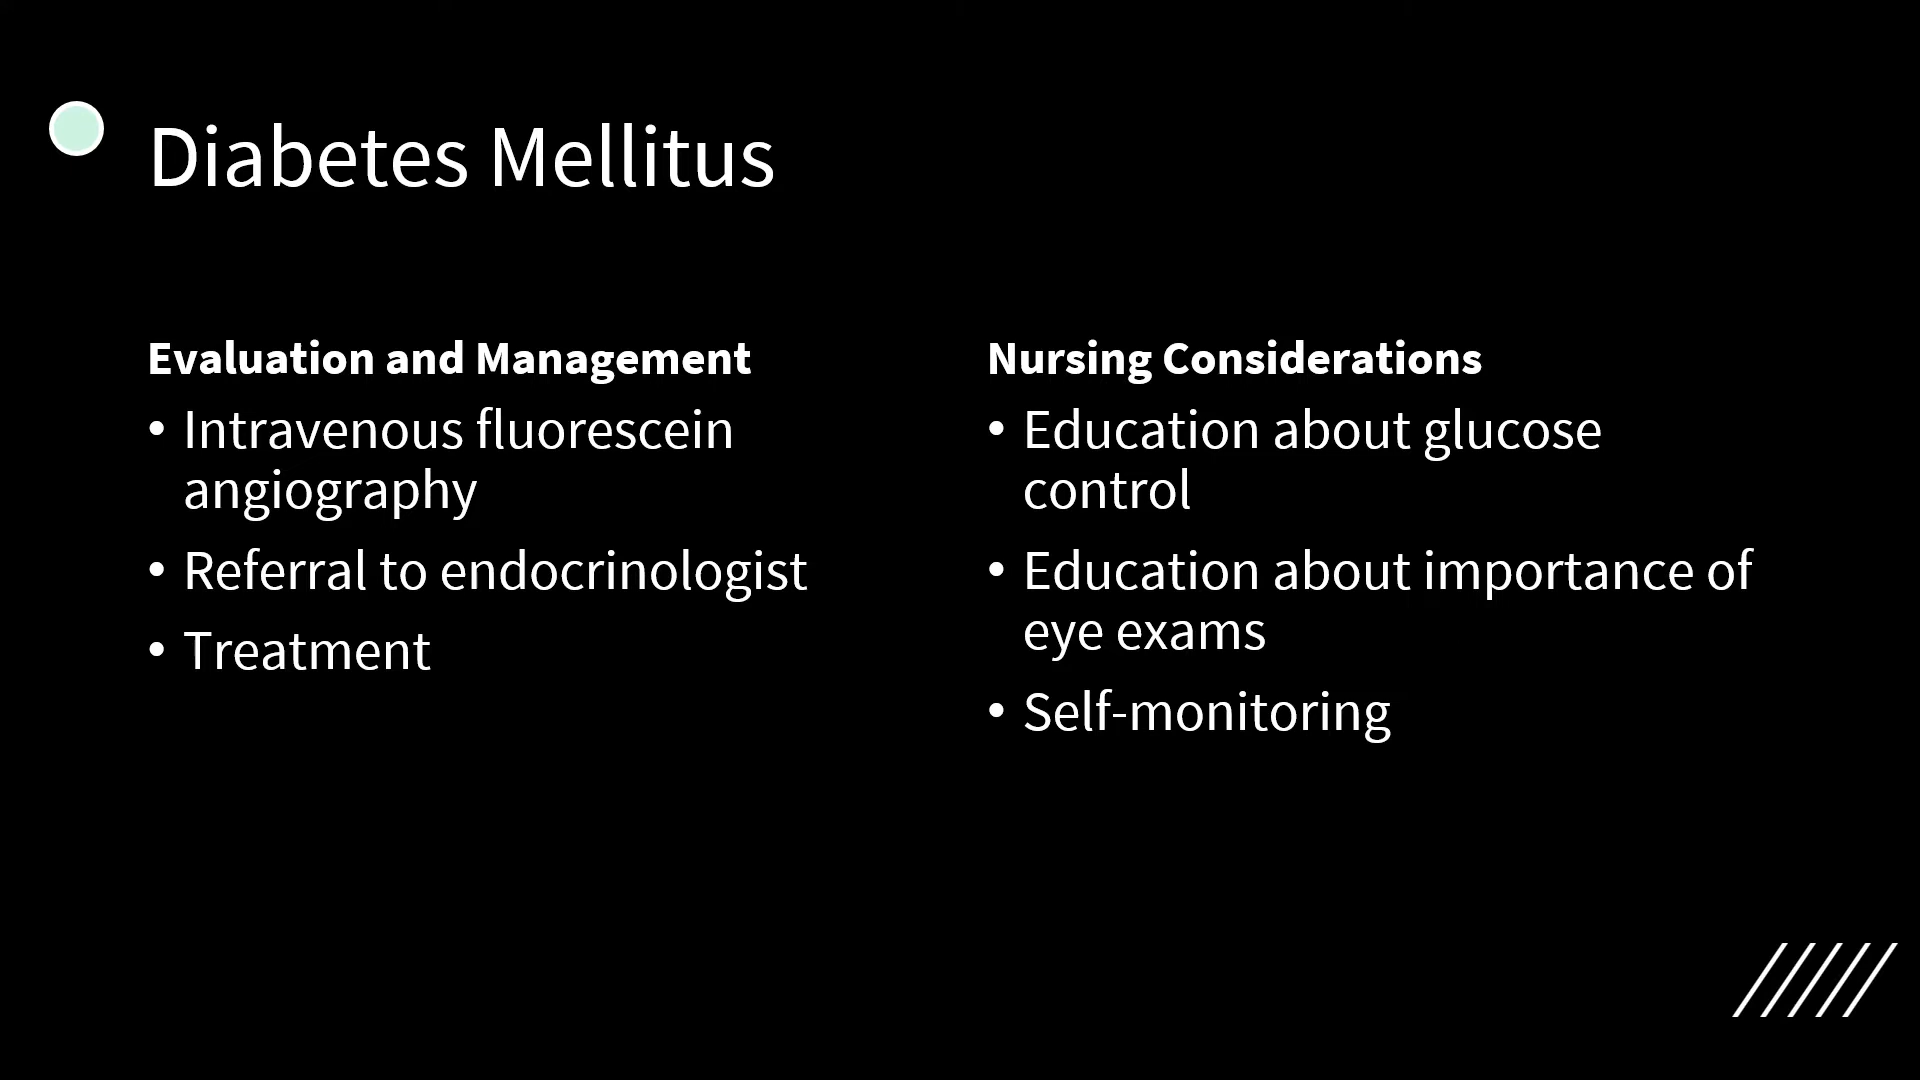 Diabetes Mellitus
Evaluation and Management
• Intravenous fluorescein
angiography
• Referral to endocrinologist
• Treatment
Nursing Considerations
• Education about glucose
control
• Education about importance of
eye exams
• Self-monitoring